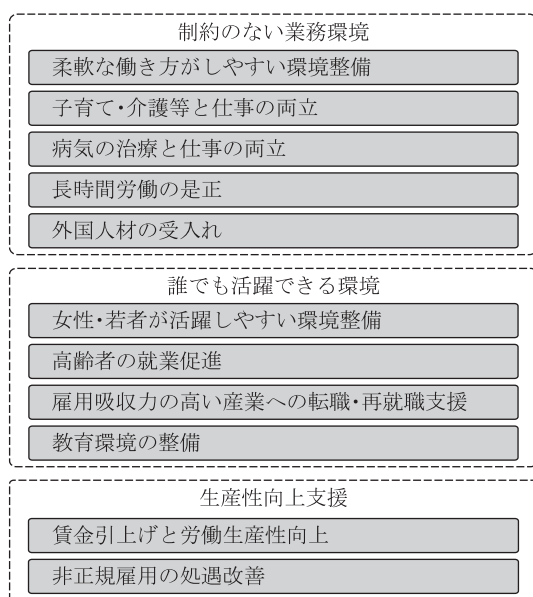 制約のない業務環境
柔軟な働き方がしやすい環境整備
子育て・介護等と仕事の両立
病気の治療と仕事の両立
長時間労働の是正
外国人材の受入れ
誰でも活躍できる環境
女性・若者が活躍しやすい環境整備
高齢者の就業促進
雇用吸収力の高い産業への転職・再就職支援
教育環境の整備
生産性向上支援
賃金引上げと労働生産性向上
非正規雇用の処遇改善